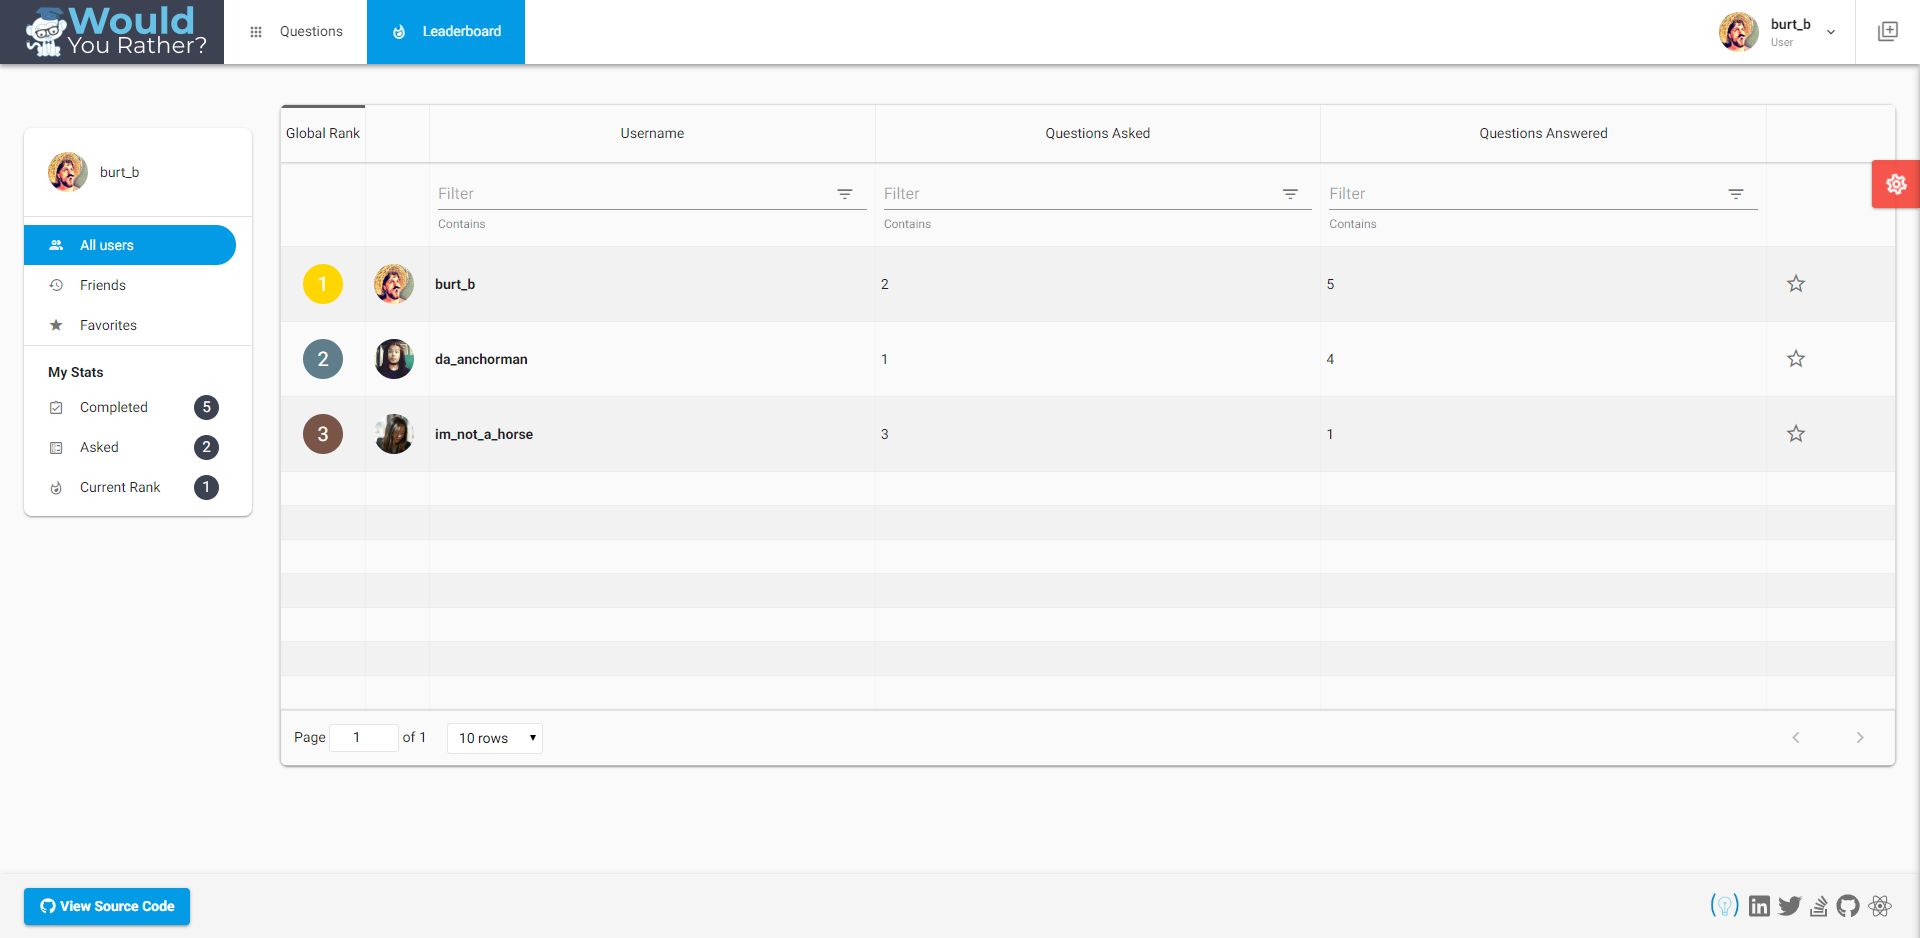 Would
You Rather?
Questions
Leaderboard
burt_b
User
burt_b
All users
Friends
Favorites
My Stats
Completed 5
Asked 2
Current Rank 1
Global Rank Username Questions Asked Questions Answered
Filter Filter Filter
Contains Contains Contains
1 burt_b 2 5
2 da_anchorman 1 4
3 im_not_a_horse 3 1
Page 1 of 1 10 rows
View Source Code